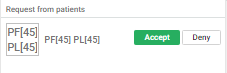 Request from patients
PF[45]
PL[45]
PF[45] PL[45]
Accept
Deny